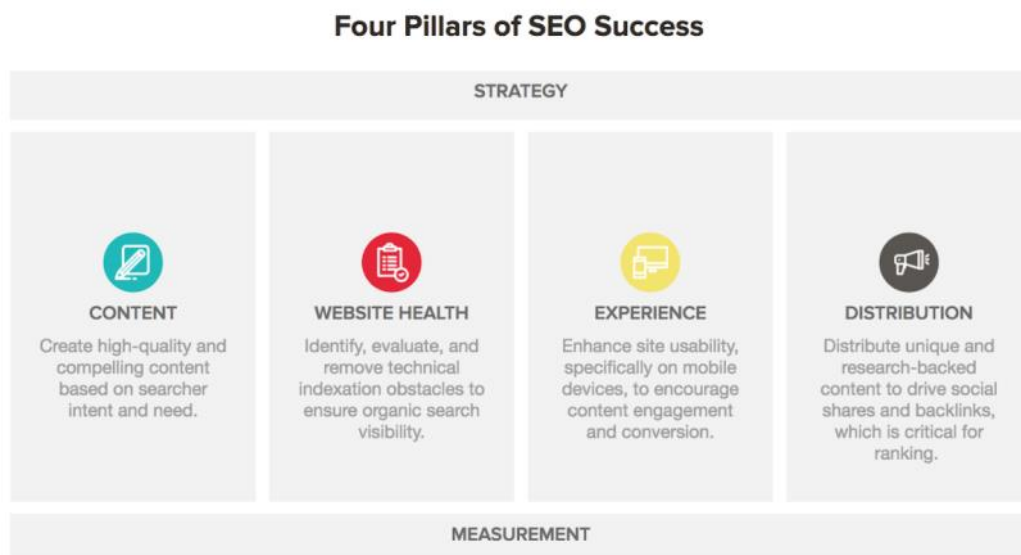 Four Pillars of SEO Success
STRATEGY
CONTENT
Create high-quality and
compelling content
based on searcher
intent and need.
WEBSITE HEALTH
Identify, evaluate, and
remove technical
indexation obstacles to
ensure organic search
visibility.
EXPERIENCE
Enhance site usability,
specifically on mobile
devices, to encourage
content engagement
and conversion.
DISTRIBUTION
Distribute unique and
research-backed
content to drive social
shares and backlinks,
which is critical for
ranking.
MEASUREMENT